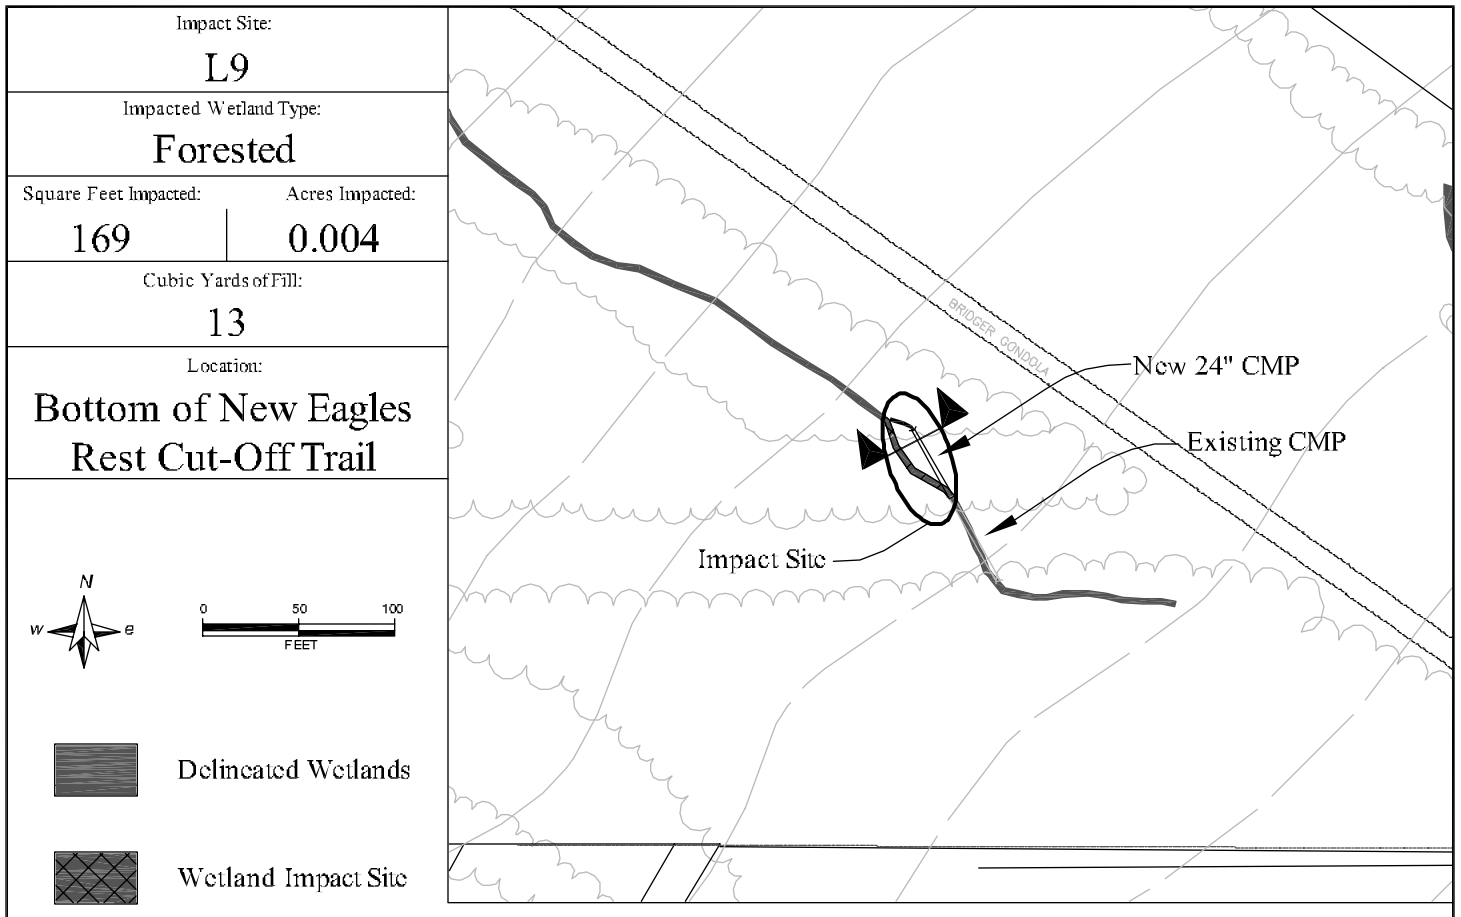 Impact Site:
L9
Impacted Wetland Type:
Forested
Square Feet Impacted:
Acres Impacted:
169
0.004
Cubic Yards of Fill:
13
Location:
Bottom of New Eagles
Rest Cut-Off Trail
N
w
e
0 50 100
FEET
Delineated Wetlands
Wetland Impact Site
BRIDGER GONDOLA
New 24" CMP
Existing CMP
Impact Site